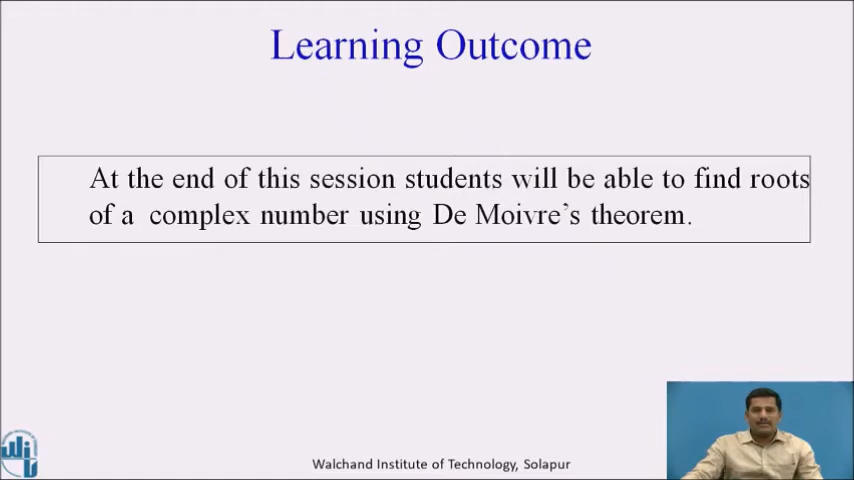 Learning Outcome
At the end of this session students will be able to find roots
of a complex number using De Moivre's theorem.
Walchand Institute of Technology, Solapur